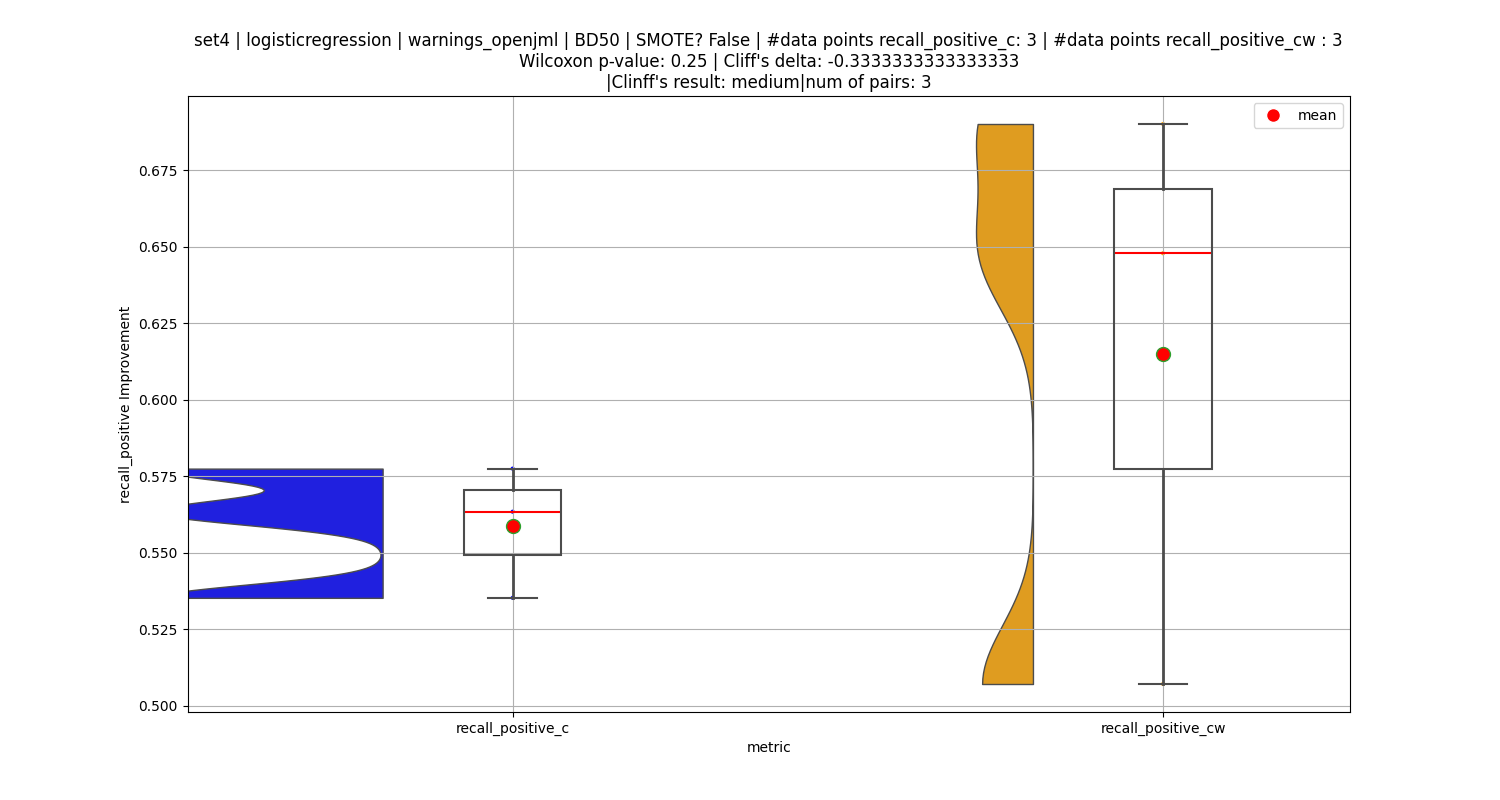 set4 | logisticregression | warnings_openjml | BD50 | SMOTE? False | #data points recall_positive_c: 3 | #data points recall_positive_cw : 3
Wilcoxon p-value: 0.25 | Cliff's delta: -0.3333333333333333
|Clinff's result: medium|num of pairs: 3
mean
recall_positive Improvement
0.675
0.650
0.625
0.600
0.575
0.550
0.525
0.500
recall_positive_c
recall_positive_cw
metric